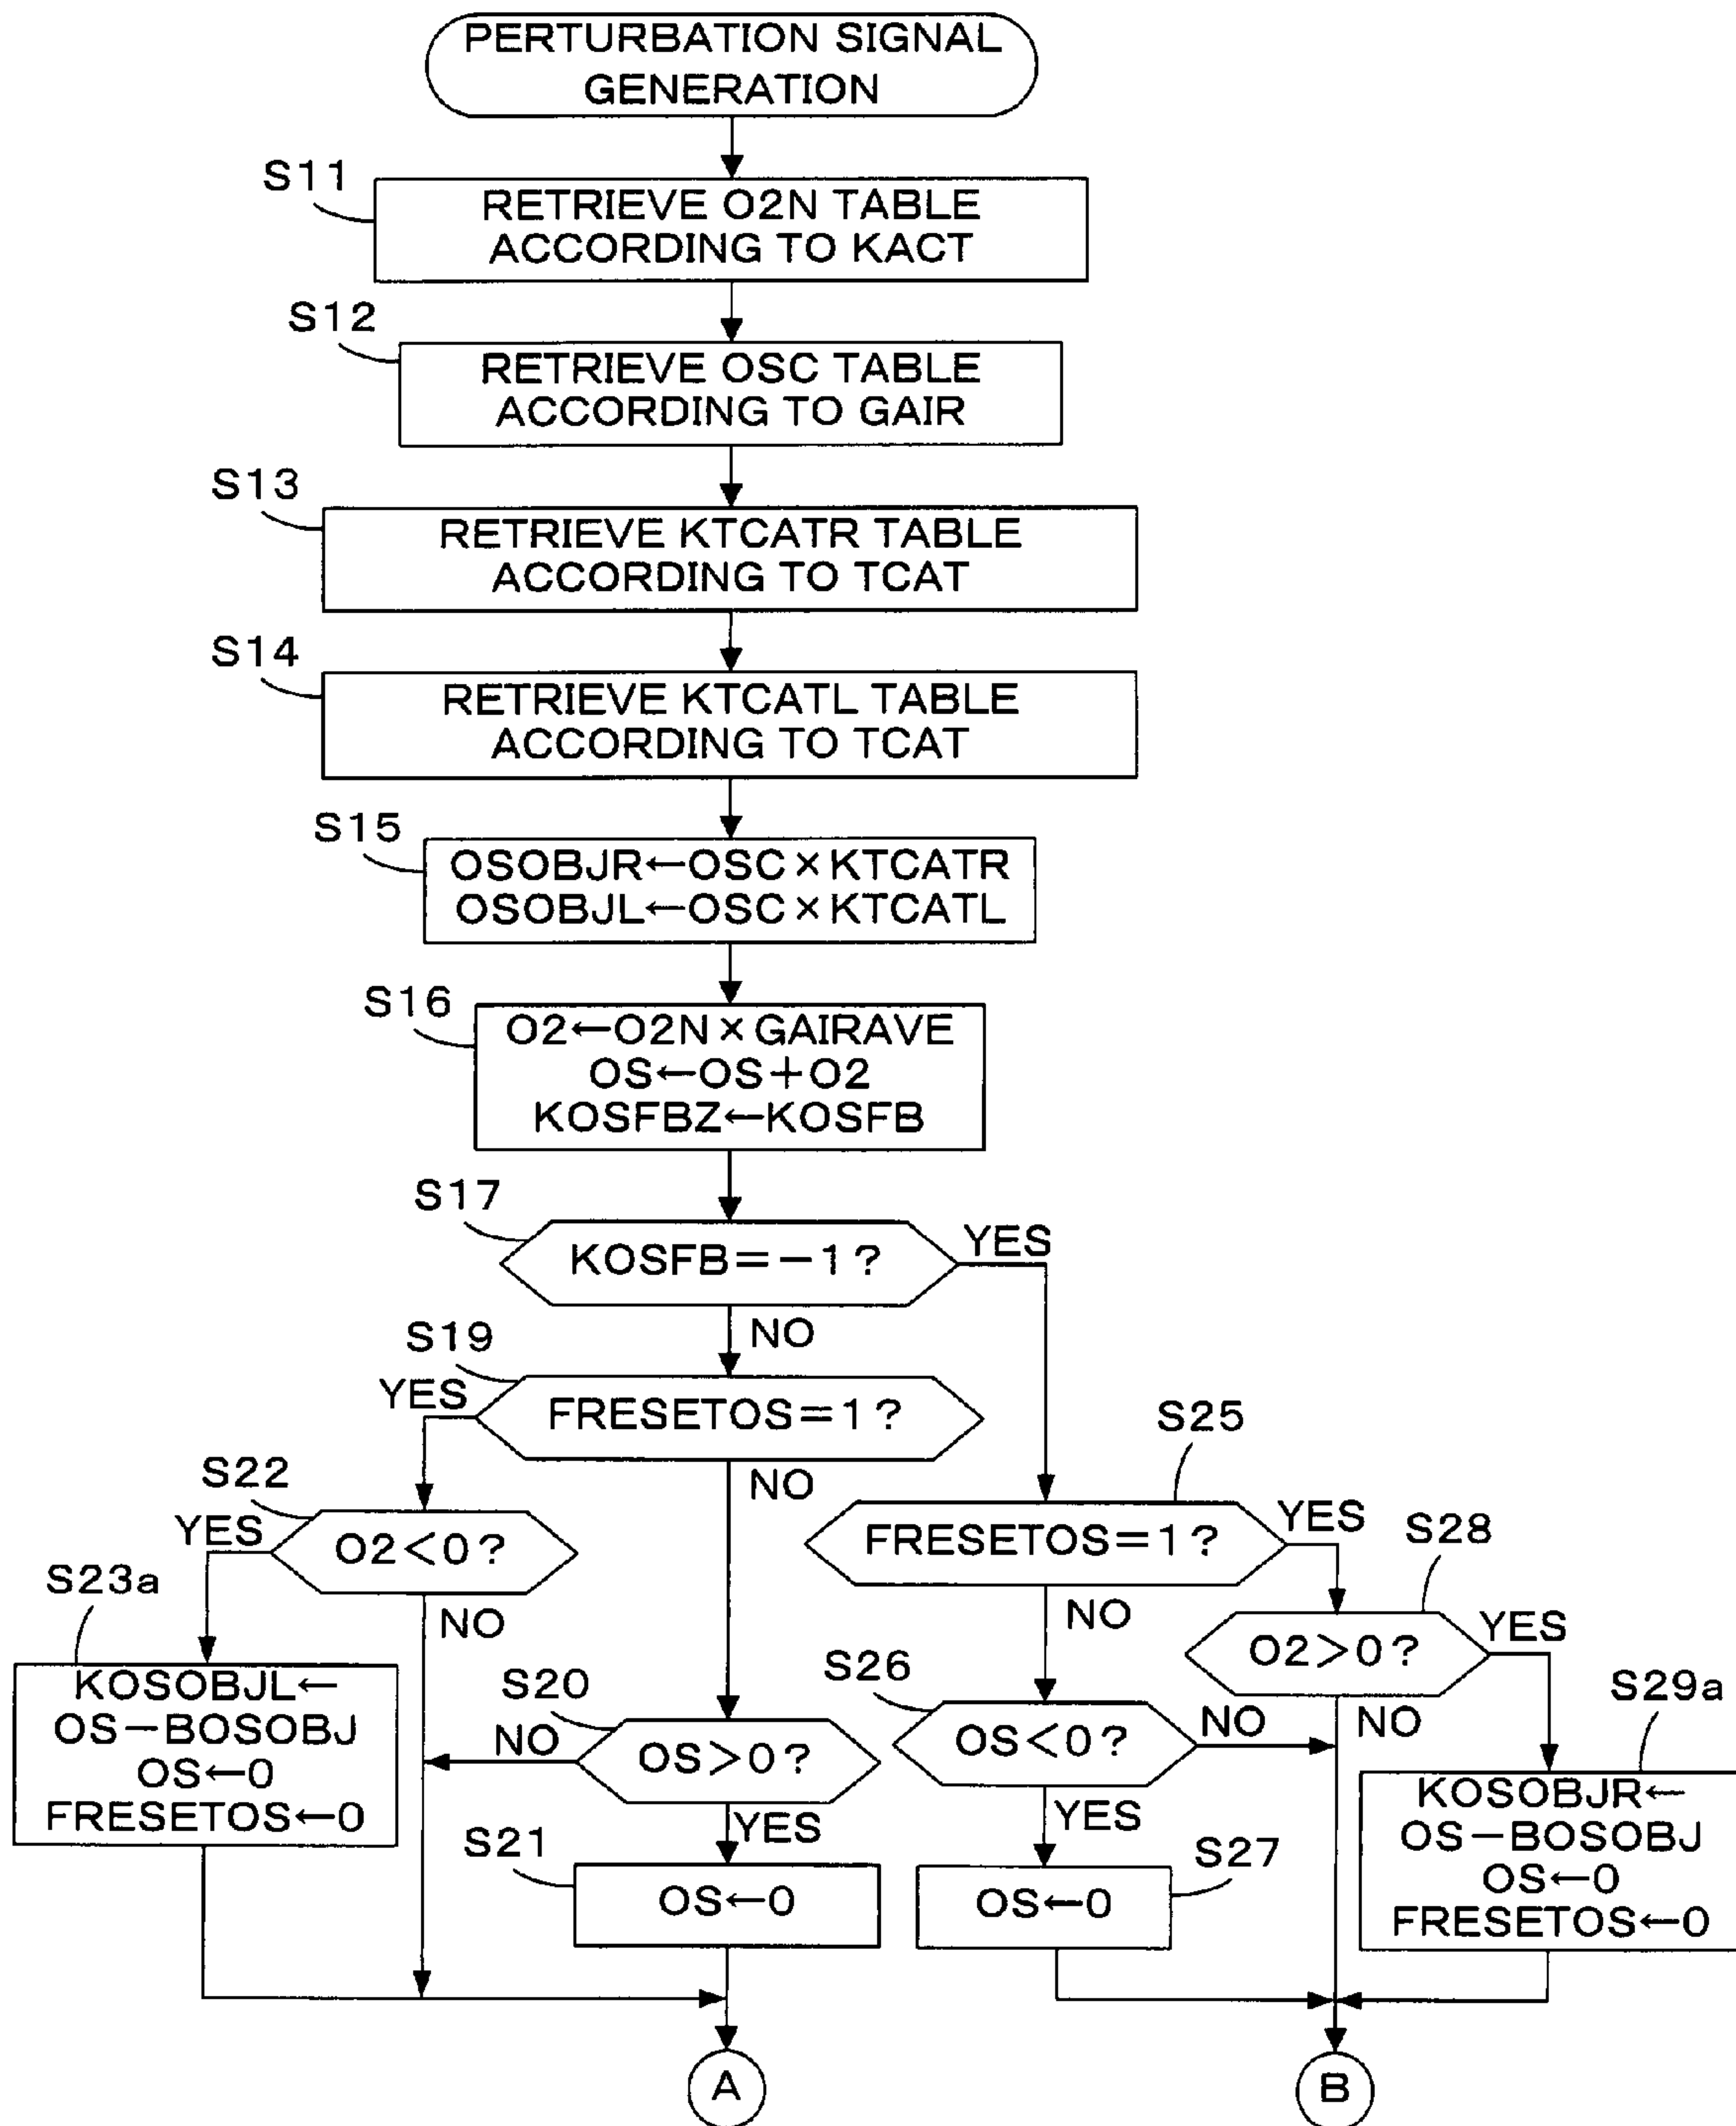 PERTURBATION SIGNAL
GENERATION
S11
RETRIEVE O2N TABLE
ACCORDING TO KACT
S12
RETRIEVE OSC TABLE
ACCORDING TO GAIR
S13
RETRIEVE KTCATR TABLE
ACCORDING TO TCAT
S14
RETRIEVE KTCATL TABLE
ACCORDING TO TCAT
S15
OSOBJR←OSC×KTCATR
OSOBJL←OSC×KTCATL
S16
O2←O2N×GAIRAVE
OS←OS+O2
KOSFBZ←KOSFB
S17
KOSFB=−1?
YES
NO
S19
YES
FRESETOS=1?
NO
S25
FRESETOS=1?
YES
NO
S22
YES
O2<0?
NO
S28
O2>0?
YES
NO
S23a
KOSOBJL←
OS−BOSOBJ
OS←0
FRESETOS←0
S20
NO
OS>0?
YES
S26
OS<0?
NO
YES
S29a
KOSOBJR←
OS−BOSOBJ
OS←0
FRESETOS←0
S21
OS←0
S27
OS←0
A
B